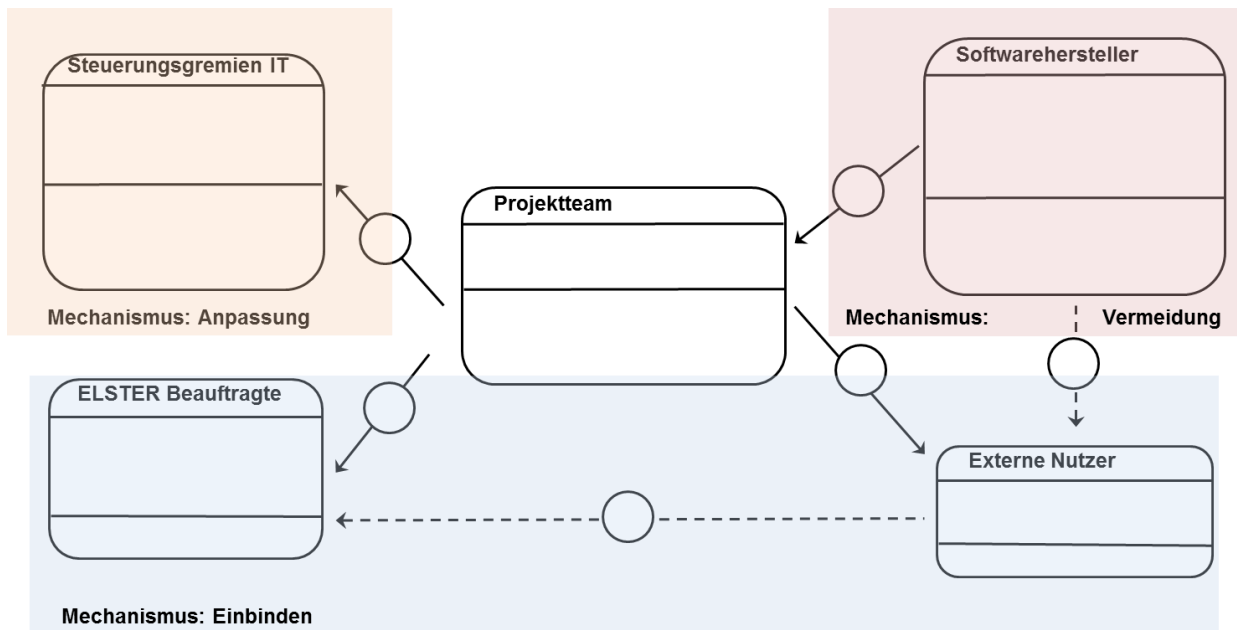 Steuerungsgremien IT
Softwarehersteller
Projektteam
Mechanismus: Anpassung
Mechanismus: Vermeidung
ELSTER Beauftragte
Externe Nutzer
Mechanismus: Einbinden